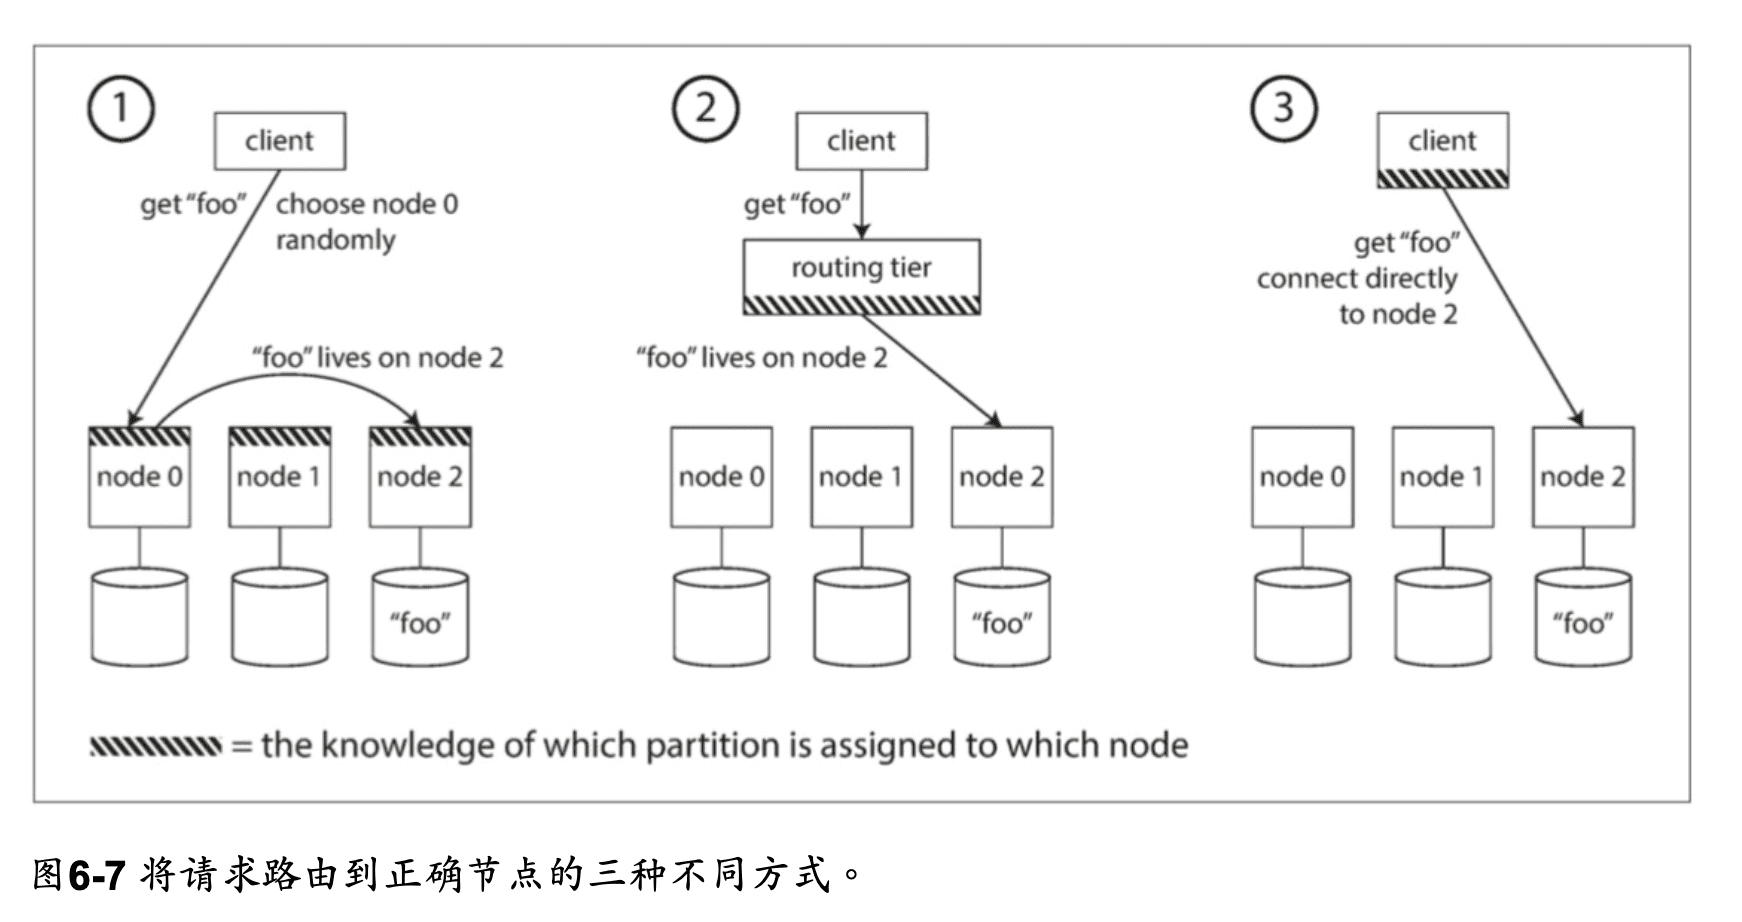 1
client
get “foo”
choose node 0
randomly
“foo” lives on node 2
node 0
node 1
node 2
“foo”
2
client
get “foo”
routing tier
“foo” lives on node 2
node 0
node 1
node 2
“foo”
3
client
get “foo”
connect directly
to node 2
node 0
node 1
node 2
“foo”
= the knowledge of which partition is assigned to which node
图6-7 将请求路由到正确节点的三种不同方式。